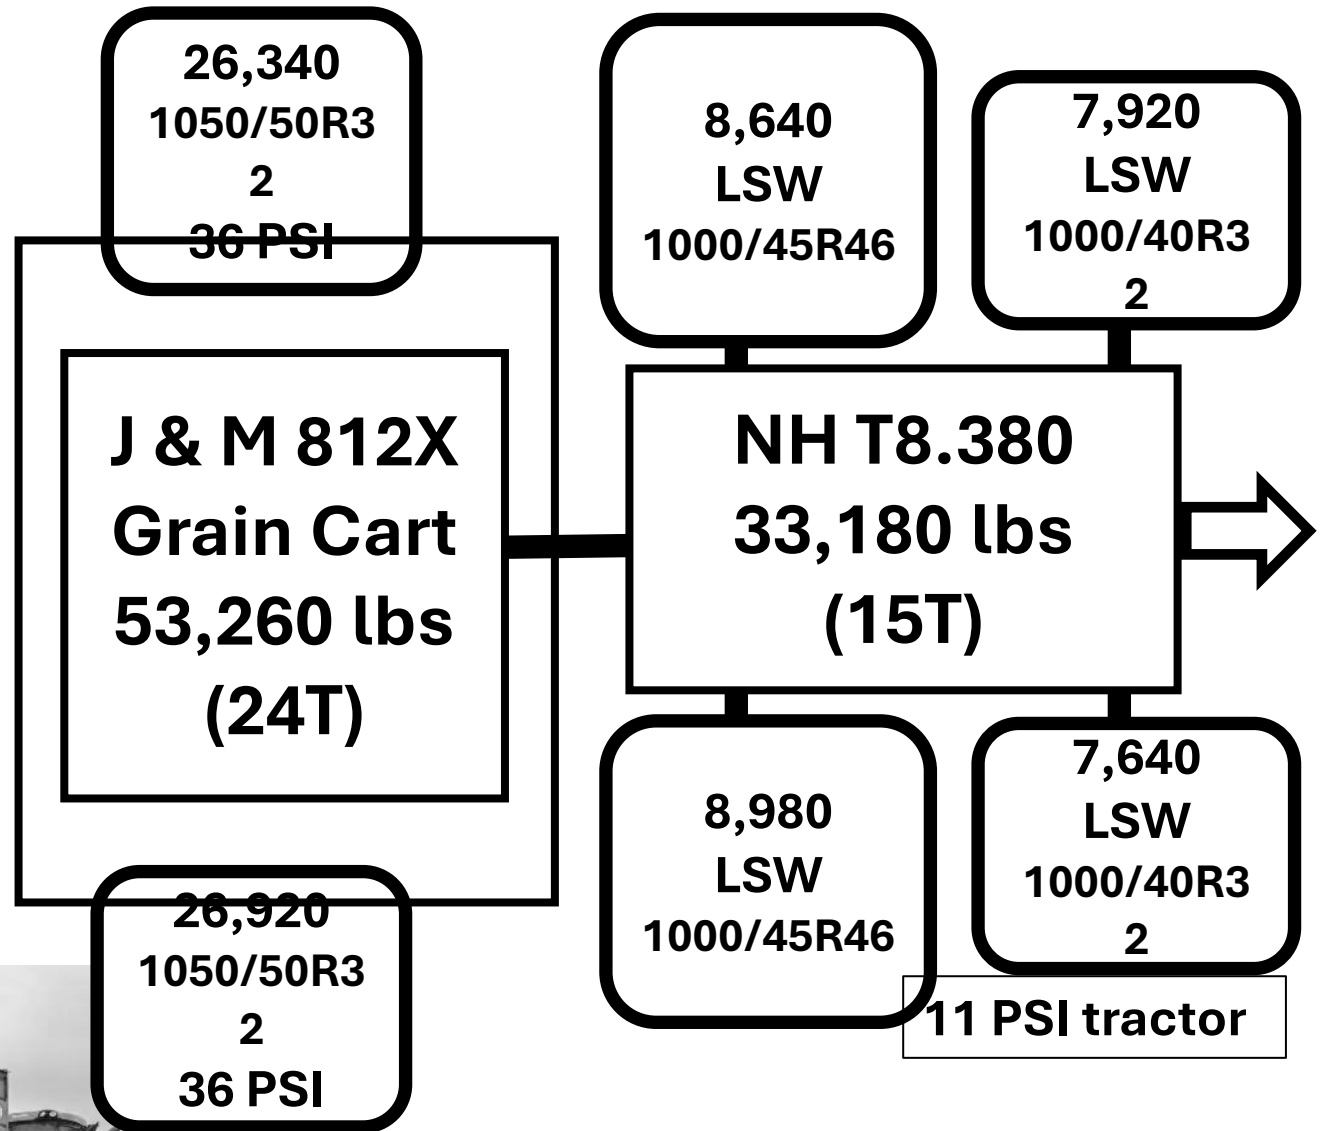 26,340
1050/50R3
2
36 PSI
8,640
LSW
1000/45R46
7,920
LSW
1000/40R3
2
J & M 812X
Grain Cart
53,260 lbs
(24T)
NH T8.380
33,180 lbs
(15T)
26,920
1050/50R3
2
36 PSI
8,980
LSW
1000/45R46
7,640
LSW
1000/40R3
2
11 PSI tractor